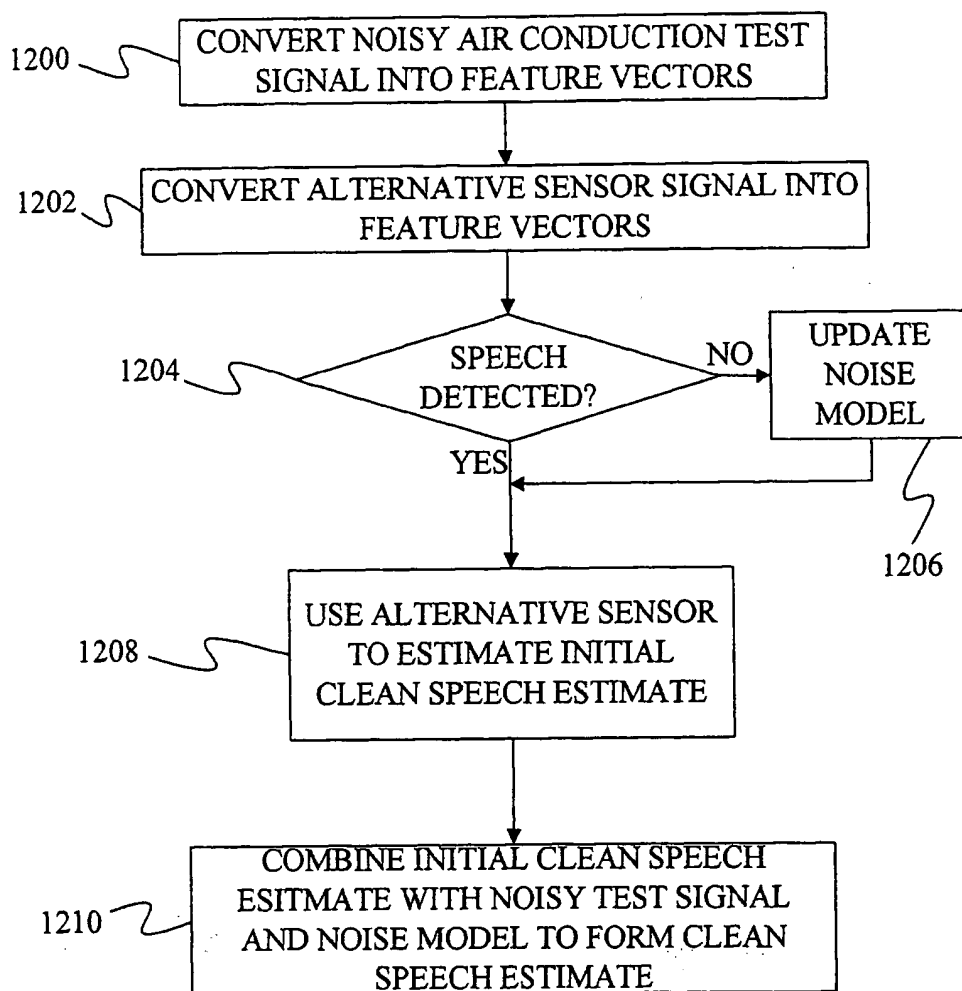 1200
CONVERT NOISY AIR CONDUCTION TEST
SIGNAL INTO FEATURE VECTORS
1202
CONVERT ALTERNATIVE SENSOR SIGNAL INTO
FEATURE VECTORS
1204
SPEECH
DETECTED?
NO
UPDATE
NOISE
MODEL
YES
1206
1208
USE ALTERNATIVE SENSOR
TO ESTIMATE INITIAL
CLEAN SPEECH ESTIMATE
1210
COMBINE INITIAL CLEAN SPEECH
ESITMATE WITH NOISY TEST SIGNAL
AND NOISE MODEL TO FORM CLEAN
SPEECH ESTIMATE